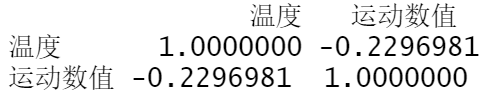 温度 运动数值
温度 1.0000000 -0.2296981
运动数值 -0.2296981 1.0000000